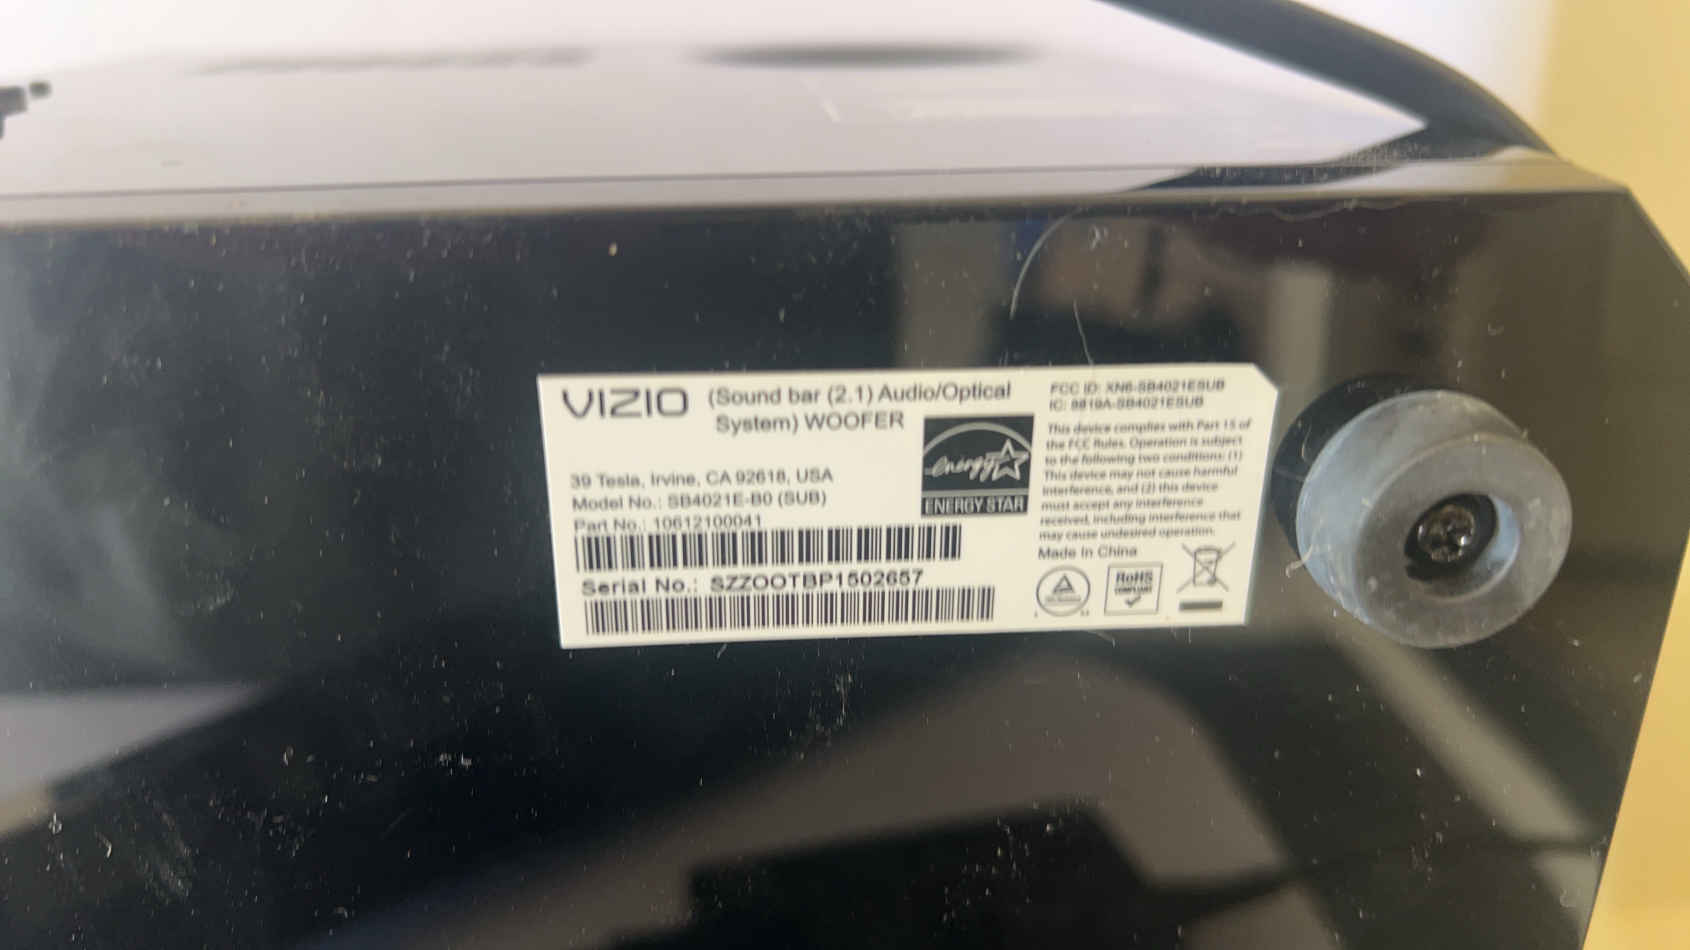 VIZIO (Sound bar (2.1) Audio/Optical
System) WOOFER
39 Tesla, Irvine, CA 92618, USA
Model No.: SB4021E-B0 (SUB)
Part No.: 10612100041
Serial No.: SZZOOTBP1502657
energy
ENERGY STAR
FCC ID: XN6-SB4021ESUB
IC: 9819A-SB4021ESUB
This device complies with Part 15 of
the FCC Rules. Operation is subject
to the following two conditions: (1)
This device may not cause harmful
interference, and (2) this device
must accept any interference
received, including interference that
may cause undesired operation.
Made in China
RoHS
COMPLIANT